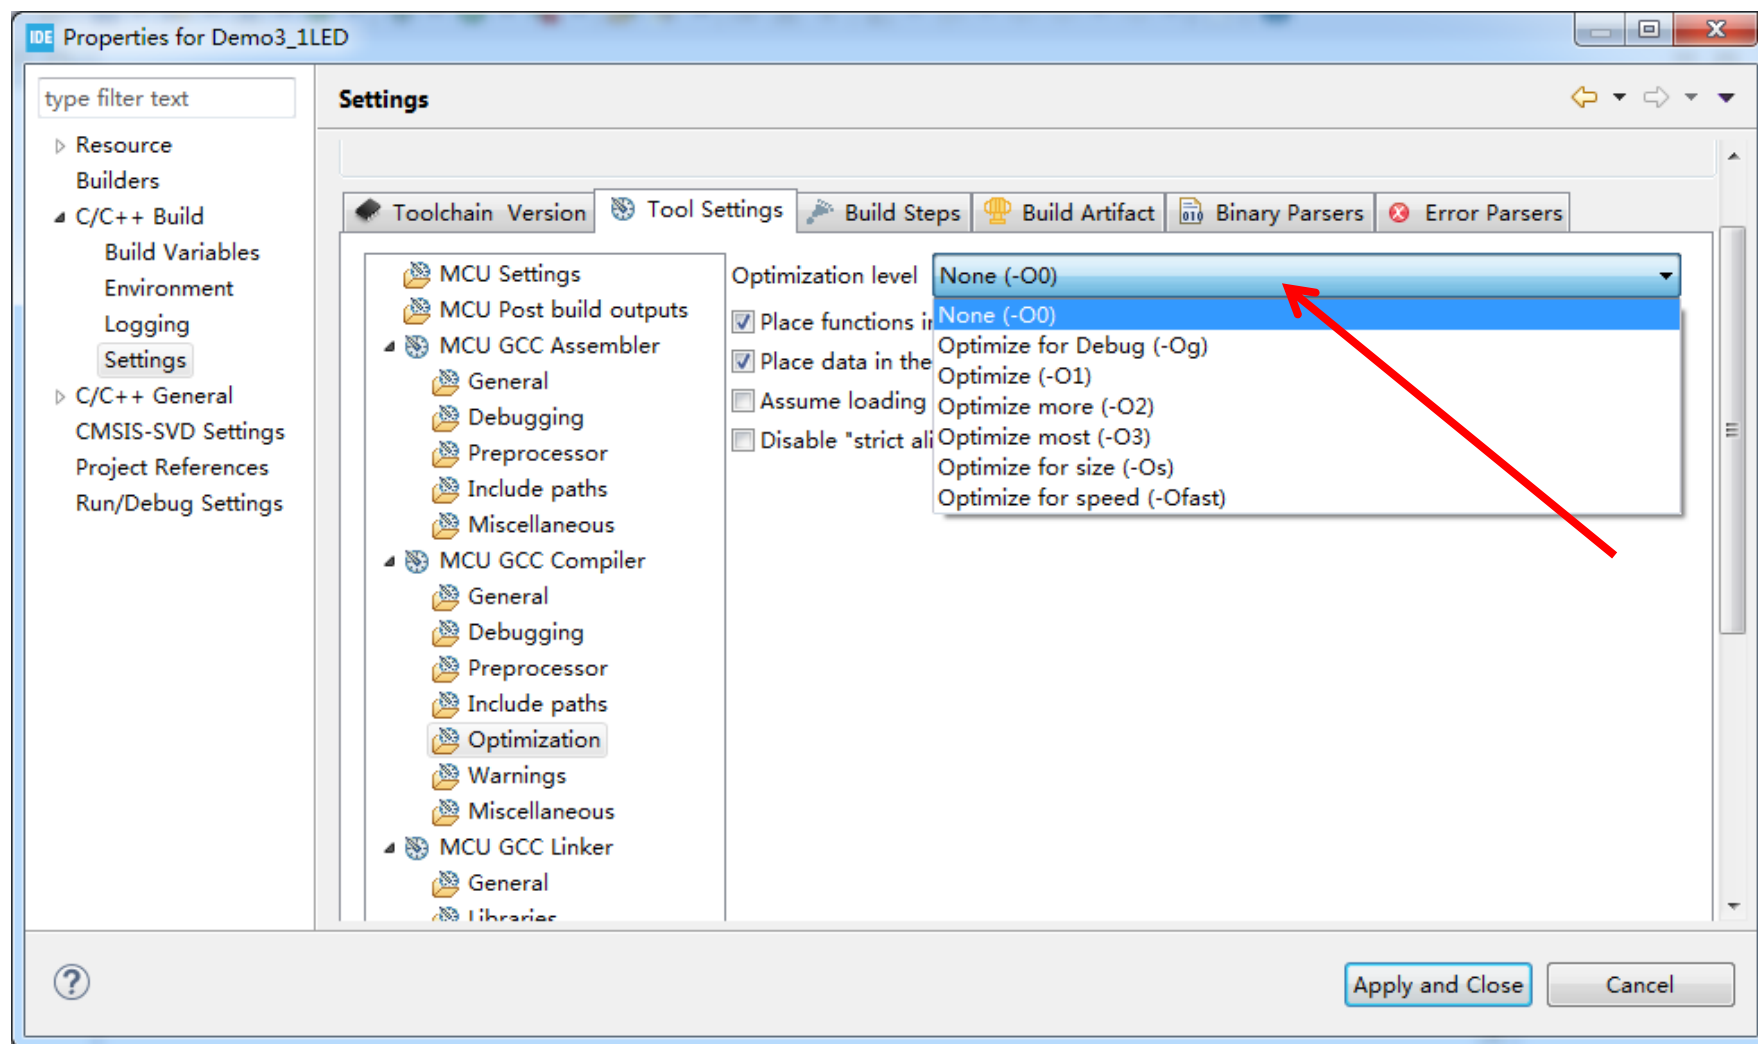 IDE Properties for Demo3_1LED
type filter text
Settings
Resource
Builders
C/C++ Build
Build Variables
Environment
Logging
Settings
C/C++ General
CMSIS-SVD Settings
Project References
Run/Debug Settings
Toolchain Version
Tool Settings
Build Steps
Build Artifact
010 Binary Parsers
Error Parsers
MCU Settings
MCU Post build outputs
MCU GCC Assembler
General
Debugging
Preprocessor
Include paths
Miscellaneous
MCU GCC Compiler
General
Debugging
Preprocessor
Include paths
Optimization
Warnings
Miscellaneous
MCU GCC Linker
General
Libraries
Optimization level None (-O0)
Place functions i
Place data in the
Assume loading
Disable "strict ali
None (-O0)
Optimize for Debug (-Og)
Optimize (-O1)
Optimize more (-O2)
Optimize most (-O3)
Optimize for size (-Os)
Optimize for speed (-Ofast)
?
Apply and Close
Cancel